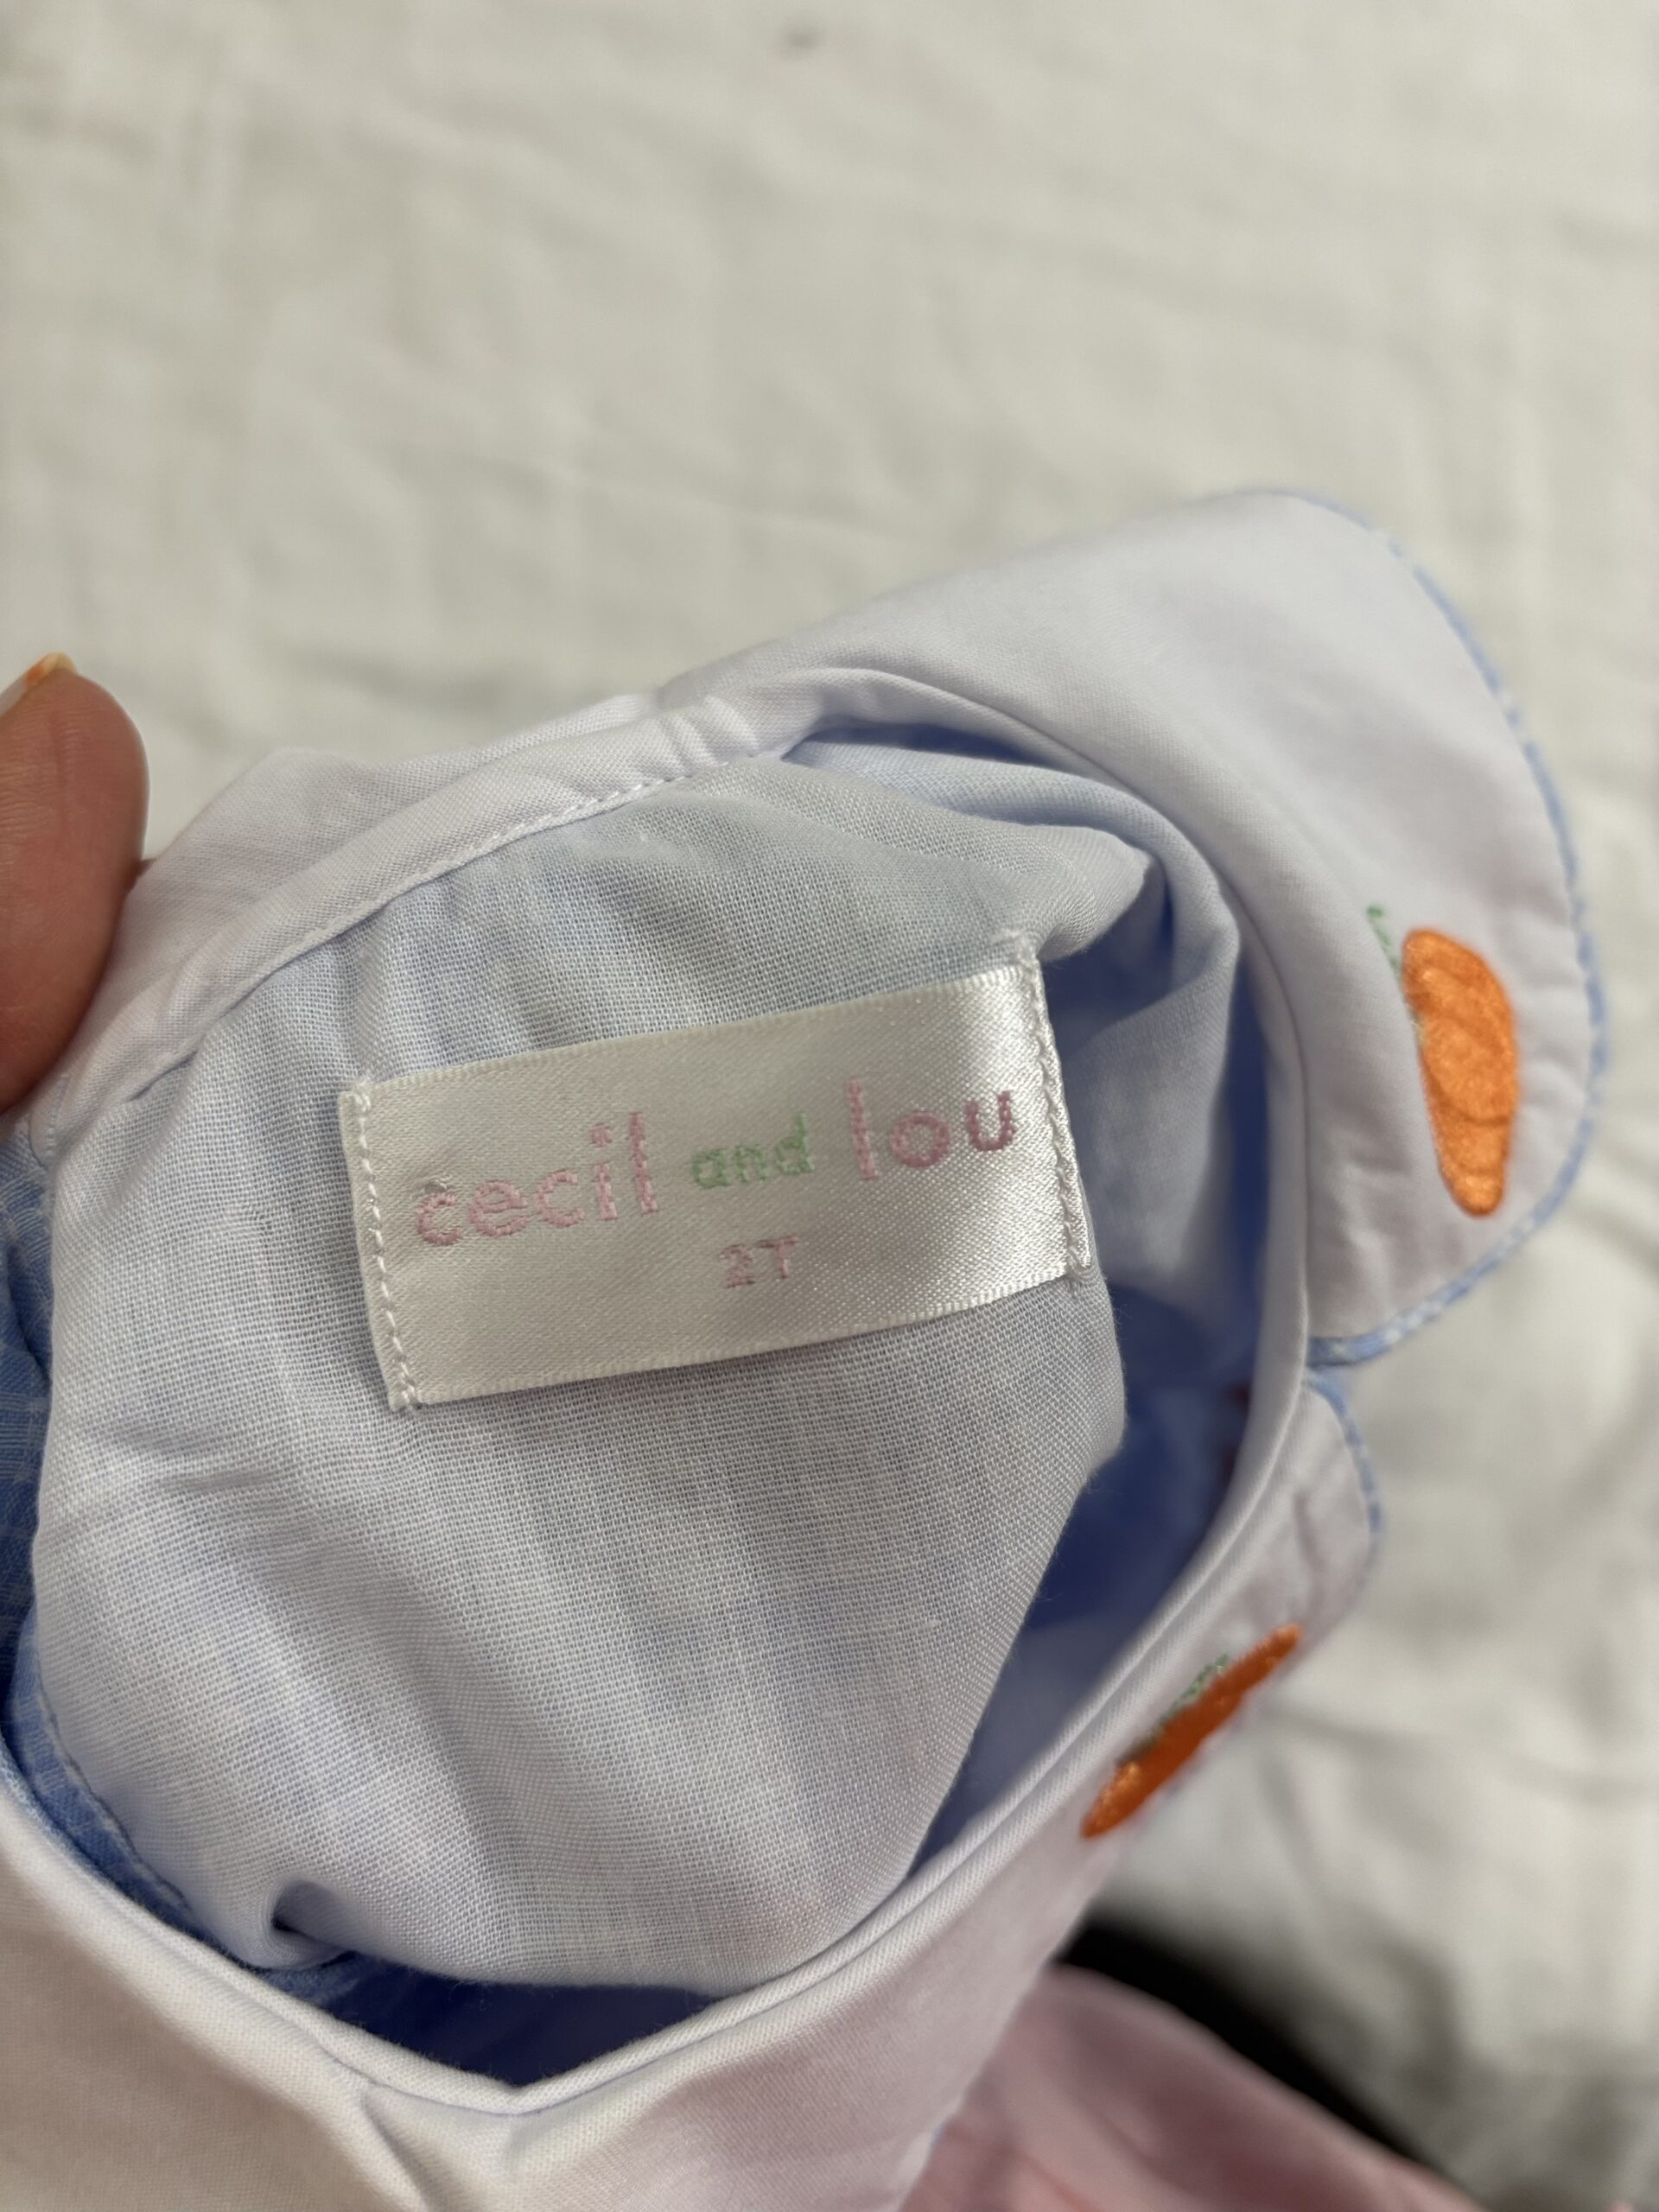 cecil and lou
2T